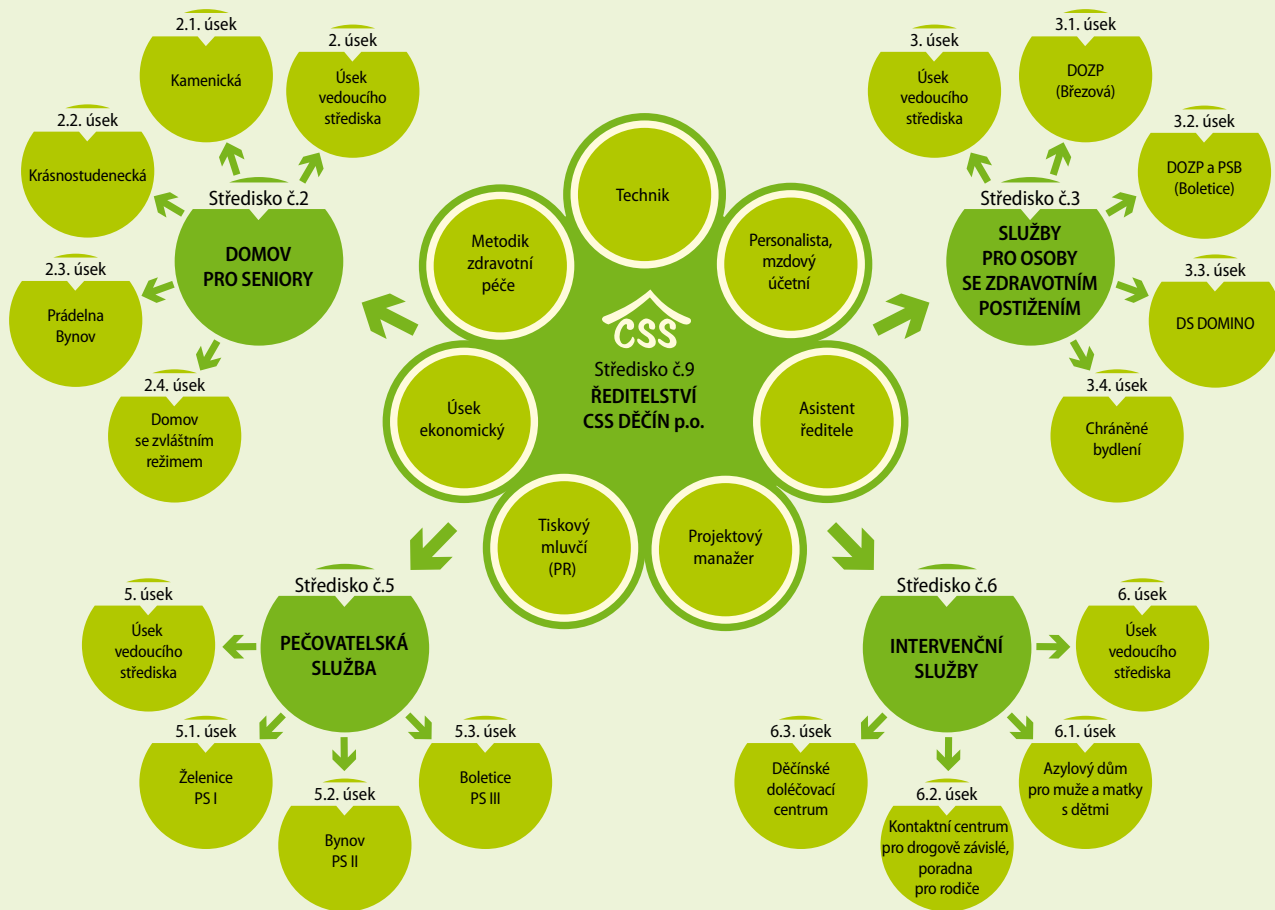 2.1. úsek
Kamenická
2. úsek
Úsek
vedoucího
střediska
2.2. úsek
Krásnostudenecká
Středisko č.2
DOMOV
PRO SENIORY
2.3. úsek
Prádelna
Bynov
2.4. úsek
Domov
se zvláštním
režimem
Technik
Metodik
zdravotní
péče
Personalista,
mzdový
účetní
CSS
Středisko č.9
ŘEDITELSTVÍ
CSS DĚČÍN p.o.
Úsek
ekonomický
Asistent
ředitele
Tiskový
mluvčí
(PR)
Projektový
manažer
3. úsek
Úsek
vedoucího
střediska
3.1. úsek
DOZP
(Březová)
3.2. úsek
DOZP a PSB
(Boletice)
Středisko č.3
SLUŽBY
PRO OSOBY
SE ZDRAVOTNÍM
POSTIŽENÍM
3.3. úsek
DS DOMINO
3.4. úsek
Chráněné
bydlení
Středisko č.5
PEČOVATELSKÁ
SLUŽBA
5. úsek
Úsek
vedoucího
střediska
5.1. úsek
Želenice
PS I
5.2. úsek
Bynov
PS II
5.3. úsek
Boletice
PS III
Středisko č.6
INTERVENČNÍ
SLUŽBY
6. úsek
Úsek
vedoucího
střediska
6.3. úsek
Děčínské
doléčovací
centrum
6.2. úsek
Kontaktní centrum
pro drogově závislé,
poradna
pro rodiče
6.1. úsek
Azylový dům
pro muže a matky
s dětmi